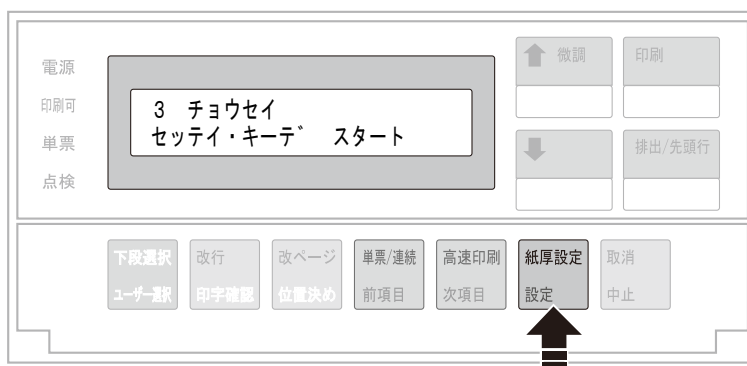 電源
印刷可
単票
点検
3 チョウセイ
セッテイ・キーデ スタート
微調
印刷
排出/先頭行
下段選択
ユーザー選択
改行
印字確認
改ページ
位置決め
単票/連続
前項目
高速印刷
次項目
紙厚設定
設定
取消
中止